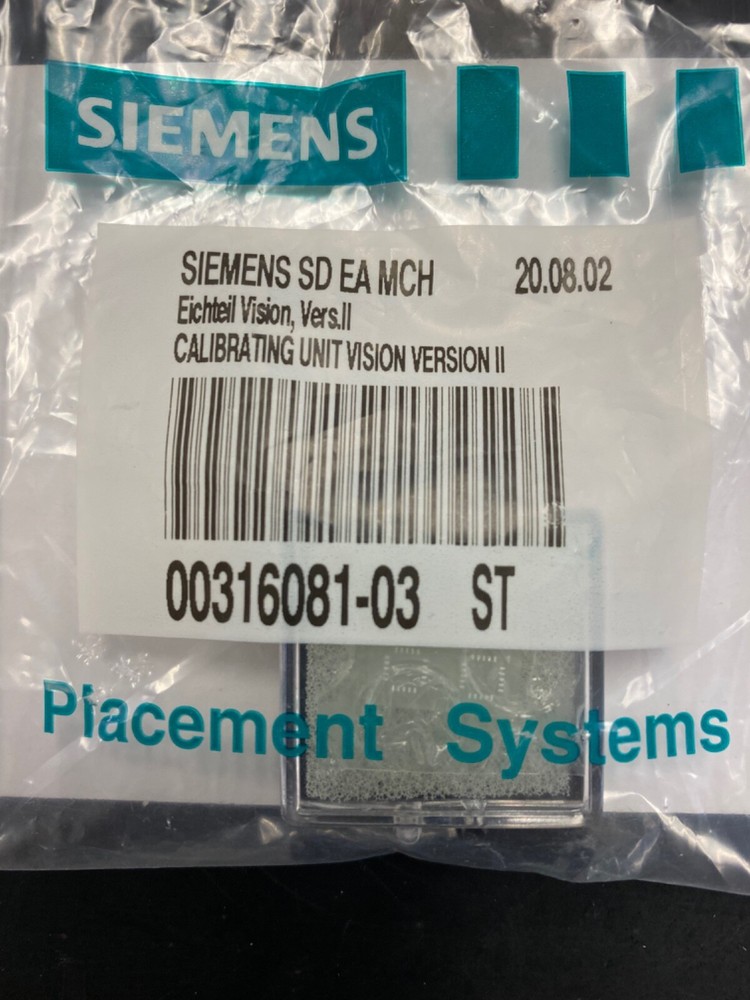 SIEMENS
SIEMENS SD EA MCH 20.08.02
Eichteil Vision, Vers.II
CALIBRATING UNIT VISION VERSION II
00316081-03 ST
Placement Systems